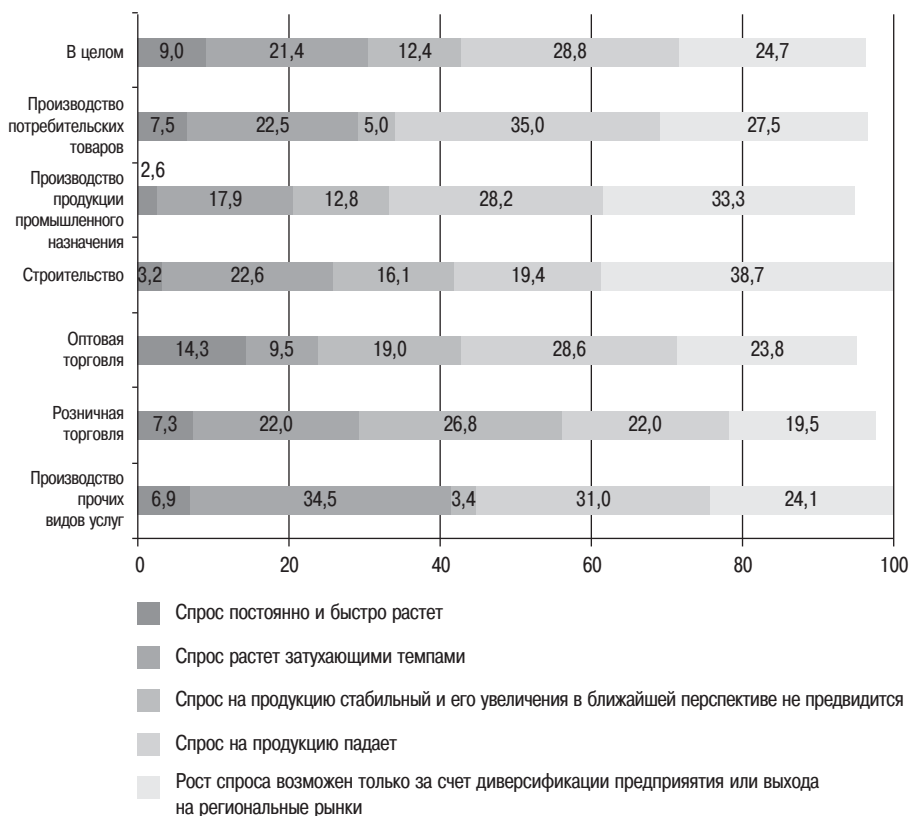 В целом
9,0 21,4 12,4 28,8 24,7
Производство
потребительских
товаров
7,5 22,5 5,0 35,0 27,5
2,6
Производство
продукции
промышленного
назначения
17,9 12,8 28,2 33,3
Строительство
3,2 22,6 16,1 19,4 38,7
Оптовая
торговля
14,3 9,5 19,0 28,6 23,8
Розничная
торговля
7,3 22,0 26,8 22,0 19,5
Производство
прочих
видов услуг
6,9 34,5 3,4 31,0 24,1
0 20 40 60 80 100
Спрос постоянно и быстро растет
Спрос растет затухающими темпами
Спрос на продукцию стабильный и его увеличения в ближайшей перспективе не предвидится
Спрос на продукцию падает
Рост спроса возможен только за счет диверсификации предприяятия или выхода
на региональные рынки